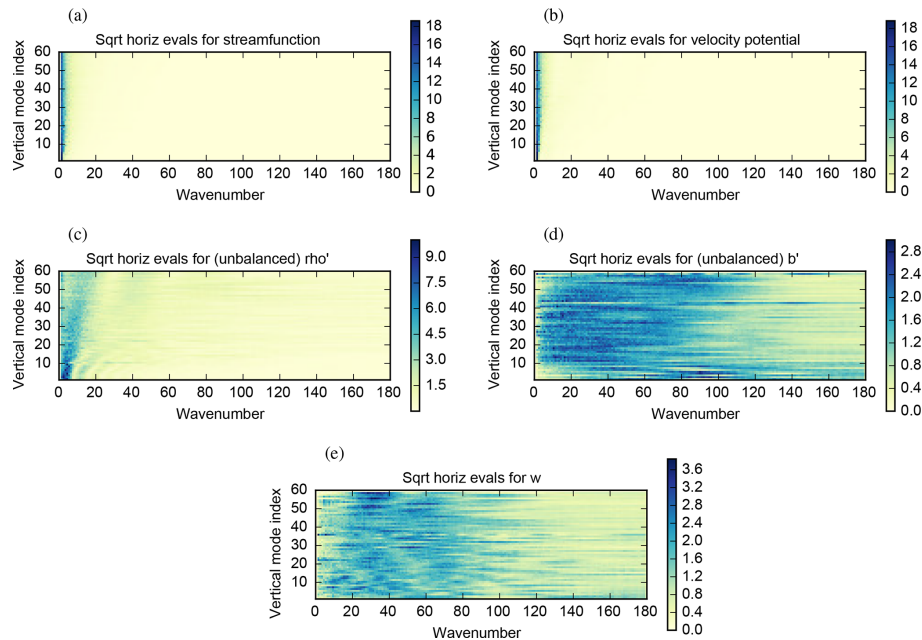 (a)
Sqrt horiz evals for streamfunction
Vertical mode index
60
50
40
30
20
10
0 20 40 60 80 100 120 140 160 180
Wavenumber
18
16
14
12
10
8
6
4
2
0
(b)
Sqrt horiz evals for velocity potential
Vertical mode index
60
50
40
30
20
10
0 20 40 60 80 100 120 140 160 180
Wavenumber
18
16
14
12
10
8
6
4
2
0
(c)
Sqrt horiz evals for (unbalanced) rho'
Vertical mode index
60
50
40
30
20
10
0 20 40 60 80 100 120 140 160 180
Wavenumber
9.0
7.5
6.0
4.5
3.0
1.5
(d)
Sqrt horiz evals for (unbalanced) b'
Vertical mode index
60
50
40
30
20
10
0 20 40 60 80 100 120 140 160 180
Wavenumber
2.8
2.4
2.0
1.6
1.2
0.8
0.4
0.0
(e)
Sqrt horiz evals for w
Vertical mode index
60
50
40
30
20
10
0 20 40 60 80 100 120 140 160 180
Wavenumber
3.6
3.2
2.8
2.4
2.0
1.6
1.2
0.8
0.4
0.0